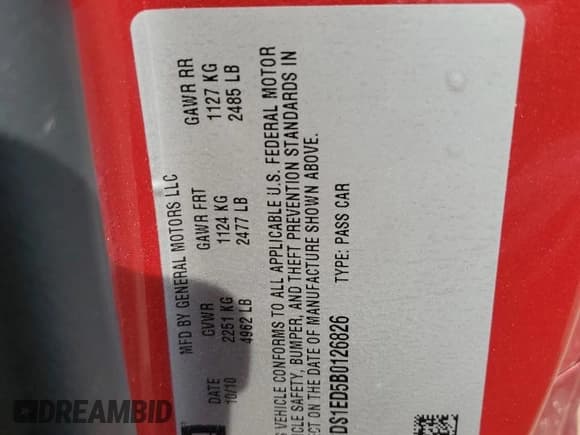 MFD BY GENERAL MOTORS LLC
DATE GVWR GAWR FRT GAWR RR
10/10 2251 KG 1124 KG 1127 KG
4962 LB 2477 LB 2485 LB
VEHICLE CONFORMS TO ALL APPLICABLE U.S. FEDERAL MOTOR
VEHICLE SAFETY, BUMPER, AND THEFT PREVENTION STANDARDS IN
ON THE DATE OF MANUFACTURE SHOWN ABOVE.
DS1ED5B0126826 TYPE: PASS CAR
DREAMBID